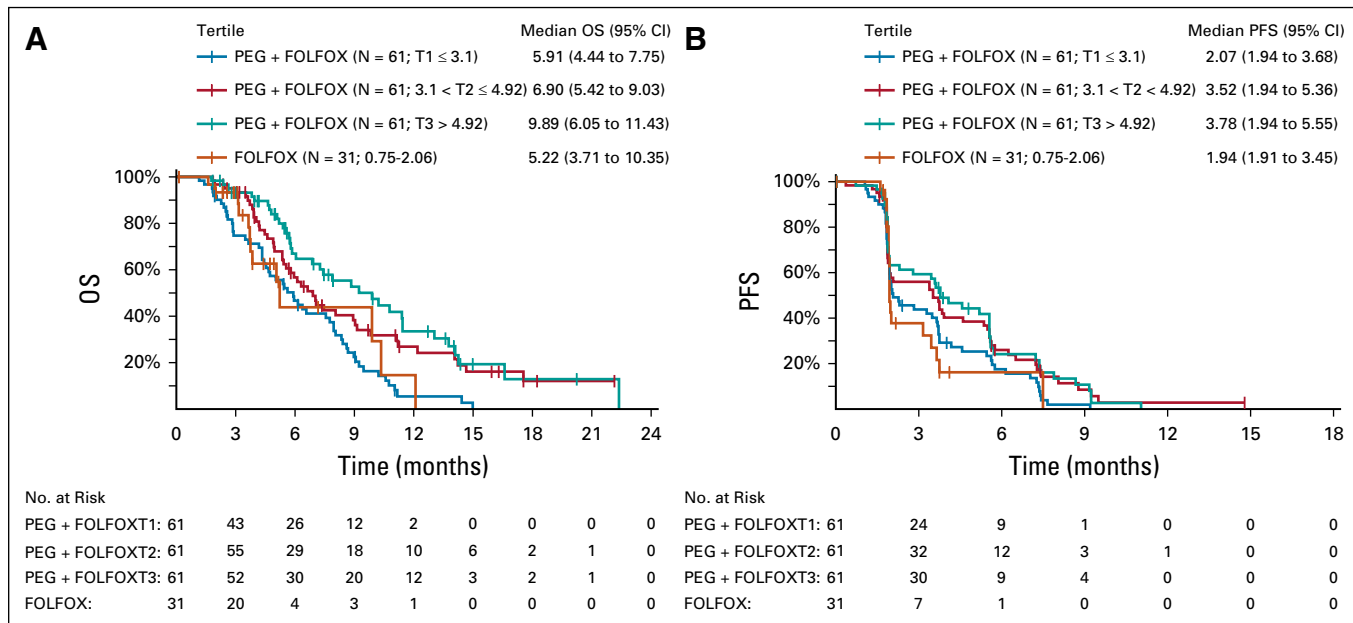 A
Tertile Median OS (95% CI)
PEG + FOLFOX (N = 61; T1 ≤ 3.1) 5.91 (4.44 to 7.75)
PEG + FOLFOX (N = 61; 3.1 < T2 ≤ 4.92) 6.90 (5.42 to 9.03)
PEG + FOLFOX (N = 61; T3 > 4.92) 9.89 (6.05 to 11.43)
FOLFOX (N = 31; 0.75-2.06) 5.22 (3.71 to 10.35)
100%
80%
60%
40%
20%
OS
0 3 6 9 12 15 18 21 24
Time (months)
No. at Risk
PEG + FOLFOXT1: 61 43 26 12 2 0 0 0 0
PEG + FOLFOXT2: 61 55 29 18 10 6 2 1 0
PEG + FOLFOXT3: 61 52 30 20 12 3 2 1 0
FOLFOX: 31 20 4 3 1 0 0 0 0
B
Tertile Median PFS (95% CI)
PEG + FOLFOX (N = 61; T1 ≤ 3.1) 2.07 (1.94 to 3.68)
PEG + FOLFOX (N = 61; 3.1 < T2 < 4.92) 3.52 (1.94 to 5.36)
PEG + FOLFOX (N = 61; T3 > 4.92) 3.78 (1.94 to 5.55)
FOLFOX (N = 31; 0.75-2.06) 1.94 (1.91 to 3.45)
100%
80%
60%
40%
20%
PFS
0 3 6 9 12 15 18
Time (months)
No. at Risk
PEG + FOLFOXT1: 61 24 9 1 0 0 0
PEG + FOLFOXT2: 61 32 12 3 1 0 0
PEG + FOLFOXT3: 61 30 9 4 0 0 0
FOLFOX: 31 7 1 0 0 0 0